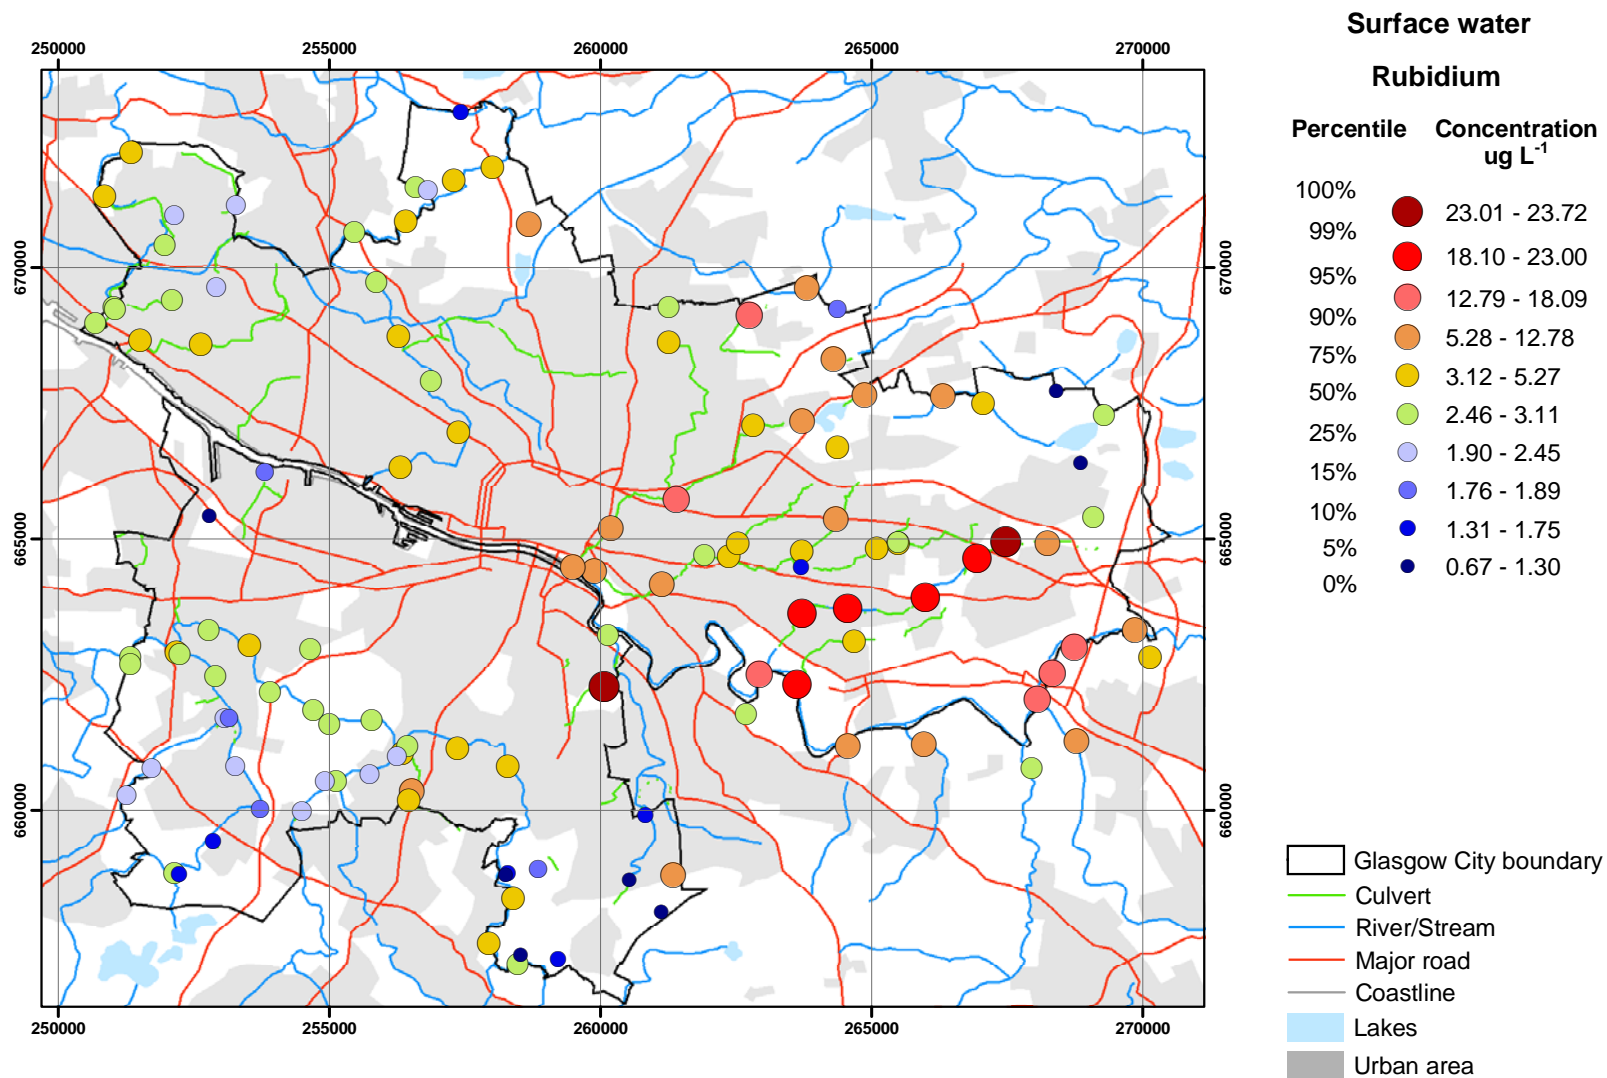 Surface water
Rubidium
Percentile Concentration
ug L-1
100%
23.01 - 23.72
99%
18.10 - 23.00
95%
12.79 - 18.09
90%
5.28 - 12.78
75%
3.12 - 5.27
50%
2.46 - 3.11
25%
1.90 - 2.45
15%
1.76 - 1.89
10%
1.31 - 1.75
5%
0.67 - 1.30
0%
250000 255000 260000 265000 270000
670000 670000
665000 665000
660000 660000
250000 255000 260000 265000 270000
Glasgow City boundary
Culvert
River/Stream
Major road
Coastline
Lakes
Urban area